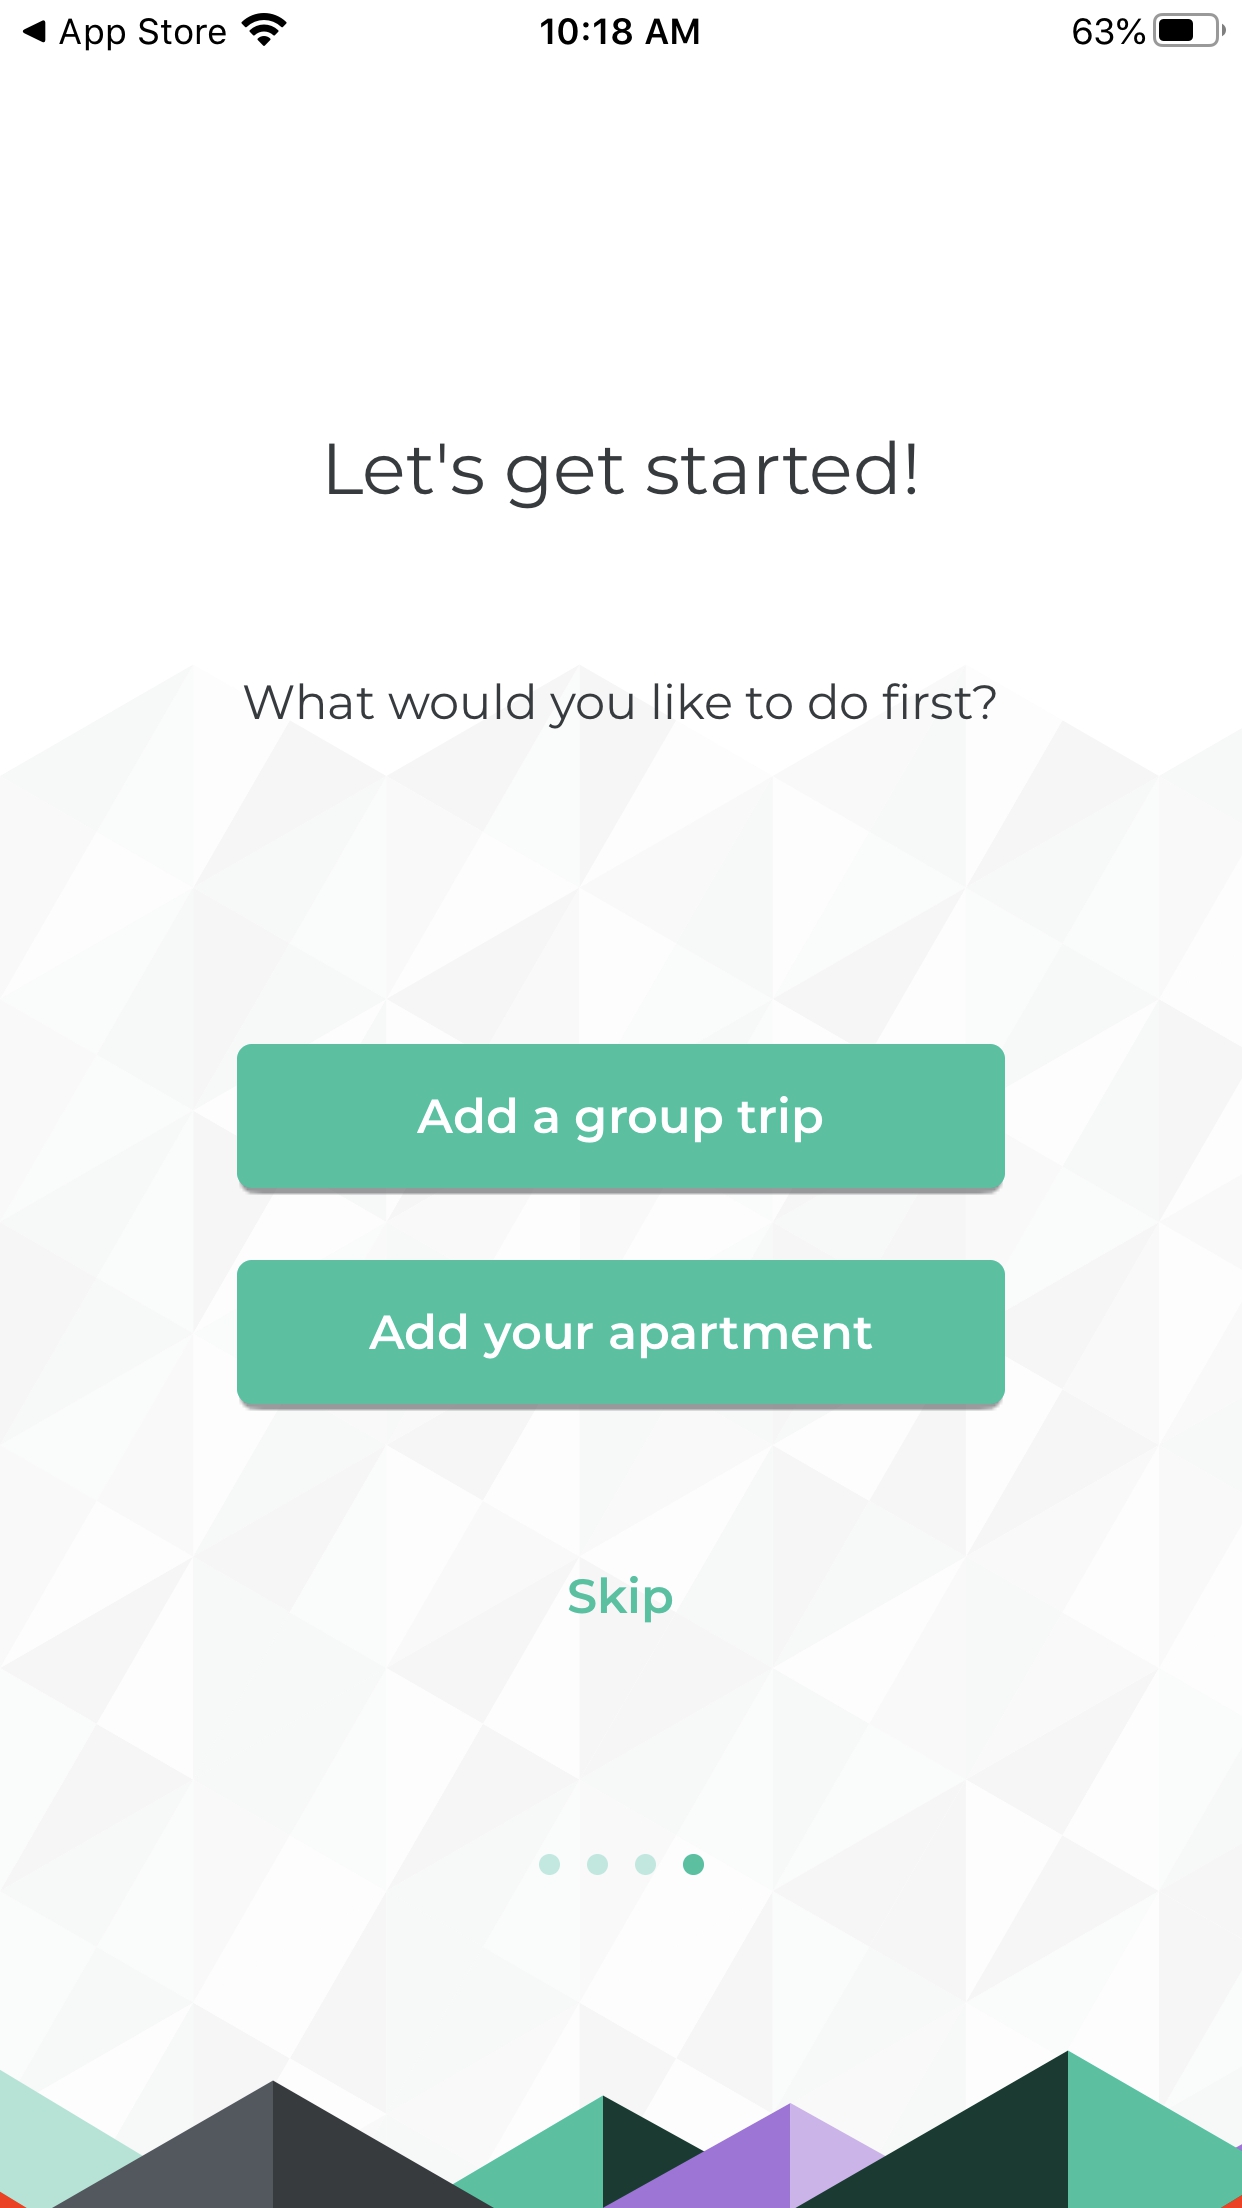 App Store 10:18 AM 63%
Let's get started!
What would you like to do first?
Add a group trip
Add your apartment
Skip